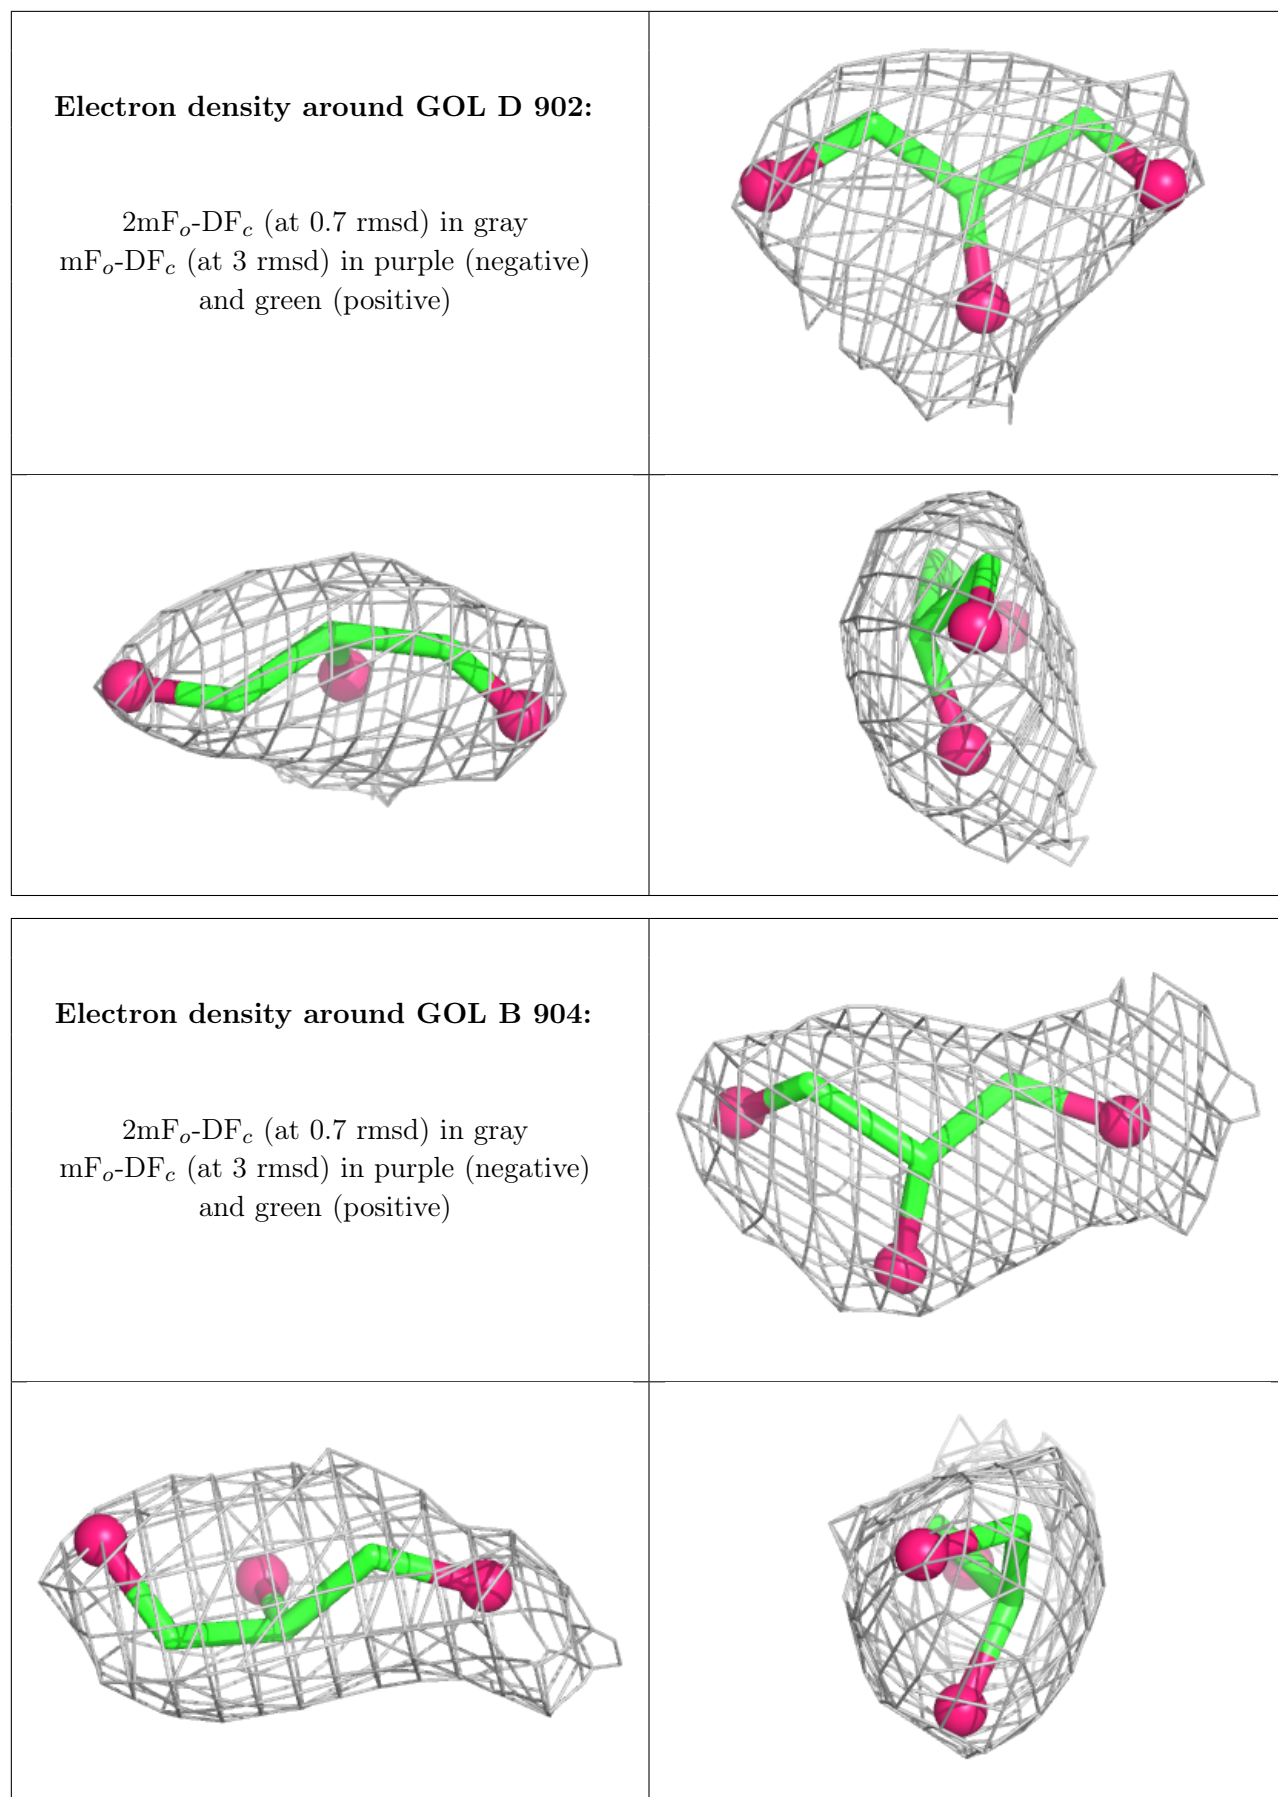 Electron density around GOL D 902:
2mFo-DFc (at 0.7 rmsd) in gray
mFo-DFc (at 3 rmsd) in purple (negative)
and green (positive)
Electron density around GOL B 904:
2mFo-DFc (at 0.7 rmsd) in gray
mFo-DFc (at 3 rmsd) in purple (negative)
and green (positive)